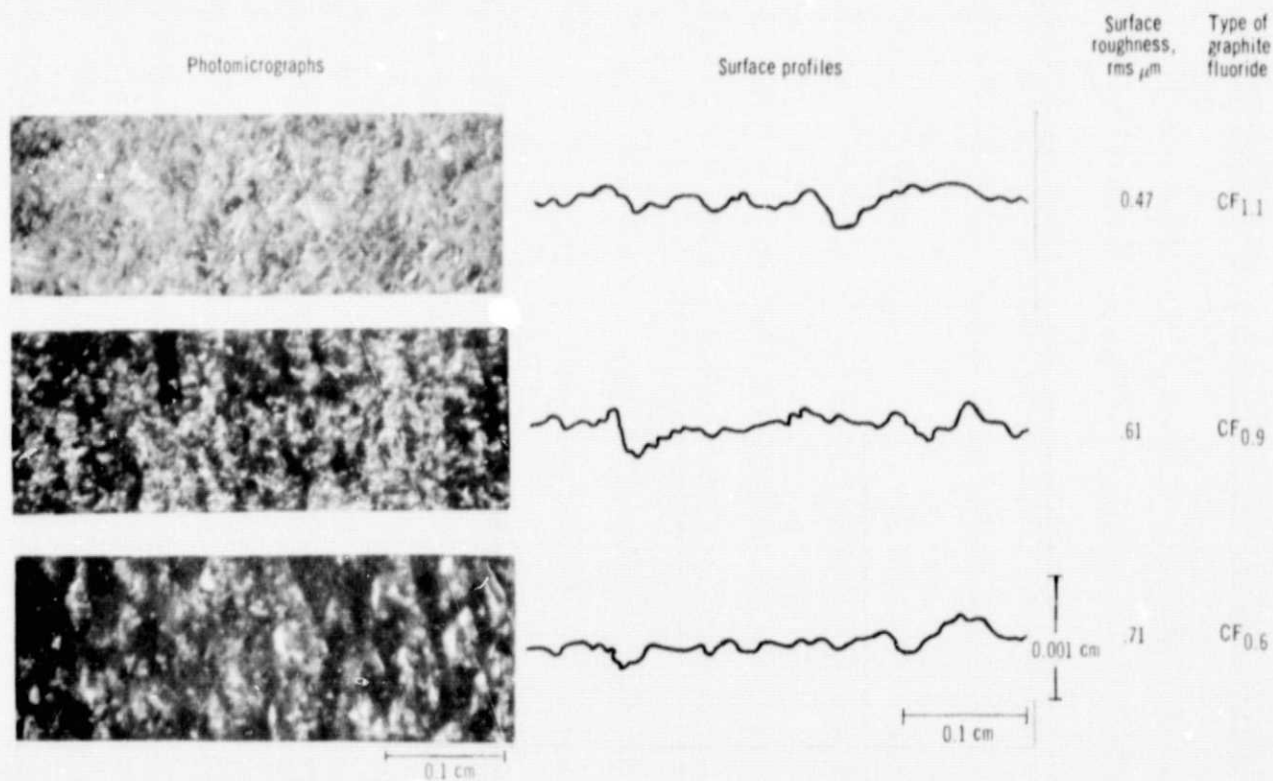 Photomicrographs
Surface profiles
Surface
roughness,
rms μm
Type of
graphite
fluoride
0.47
CF1.1
.61
CF0.9
.71
CF0.6
0.001 cm
0.1 cm
0.1 cm